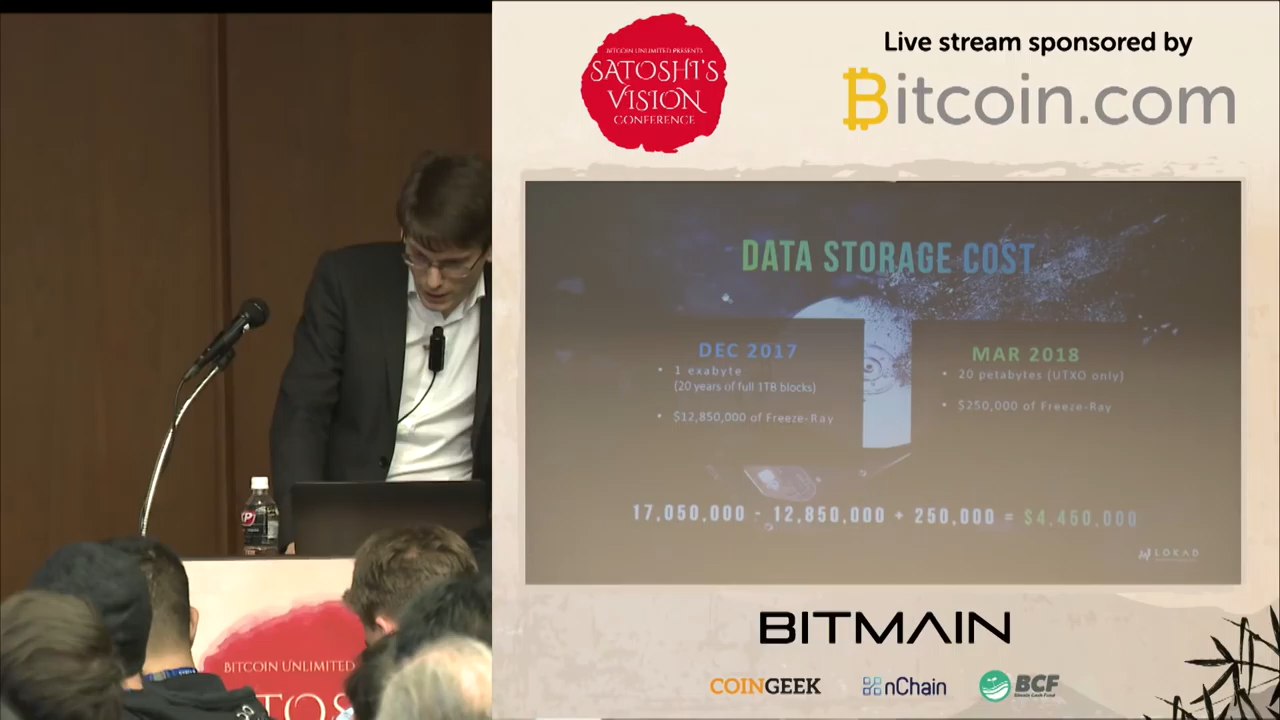 BITCOIN UNLIMITED PRESENTS
SATOSHI'S
VISION
CONFERENCE
Live stream sponsored by
Bitcoin.com
DATA STORAGE COST
DEC 2017
• 1 exabyte
(20 years of full 1TB blocks)
• $12,850,000 of Freeze-Ray
MAR 2018
• 20 petabytes (UTXO only)
• $250,000 of Freeze-Ray
17,050,000 - 12,850,000 + 250,000 = $4,450,000
LOKAD
BITMAIN
COINGEEK
nChain
BCF
BITCOIN UNLIMITED
TOS